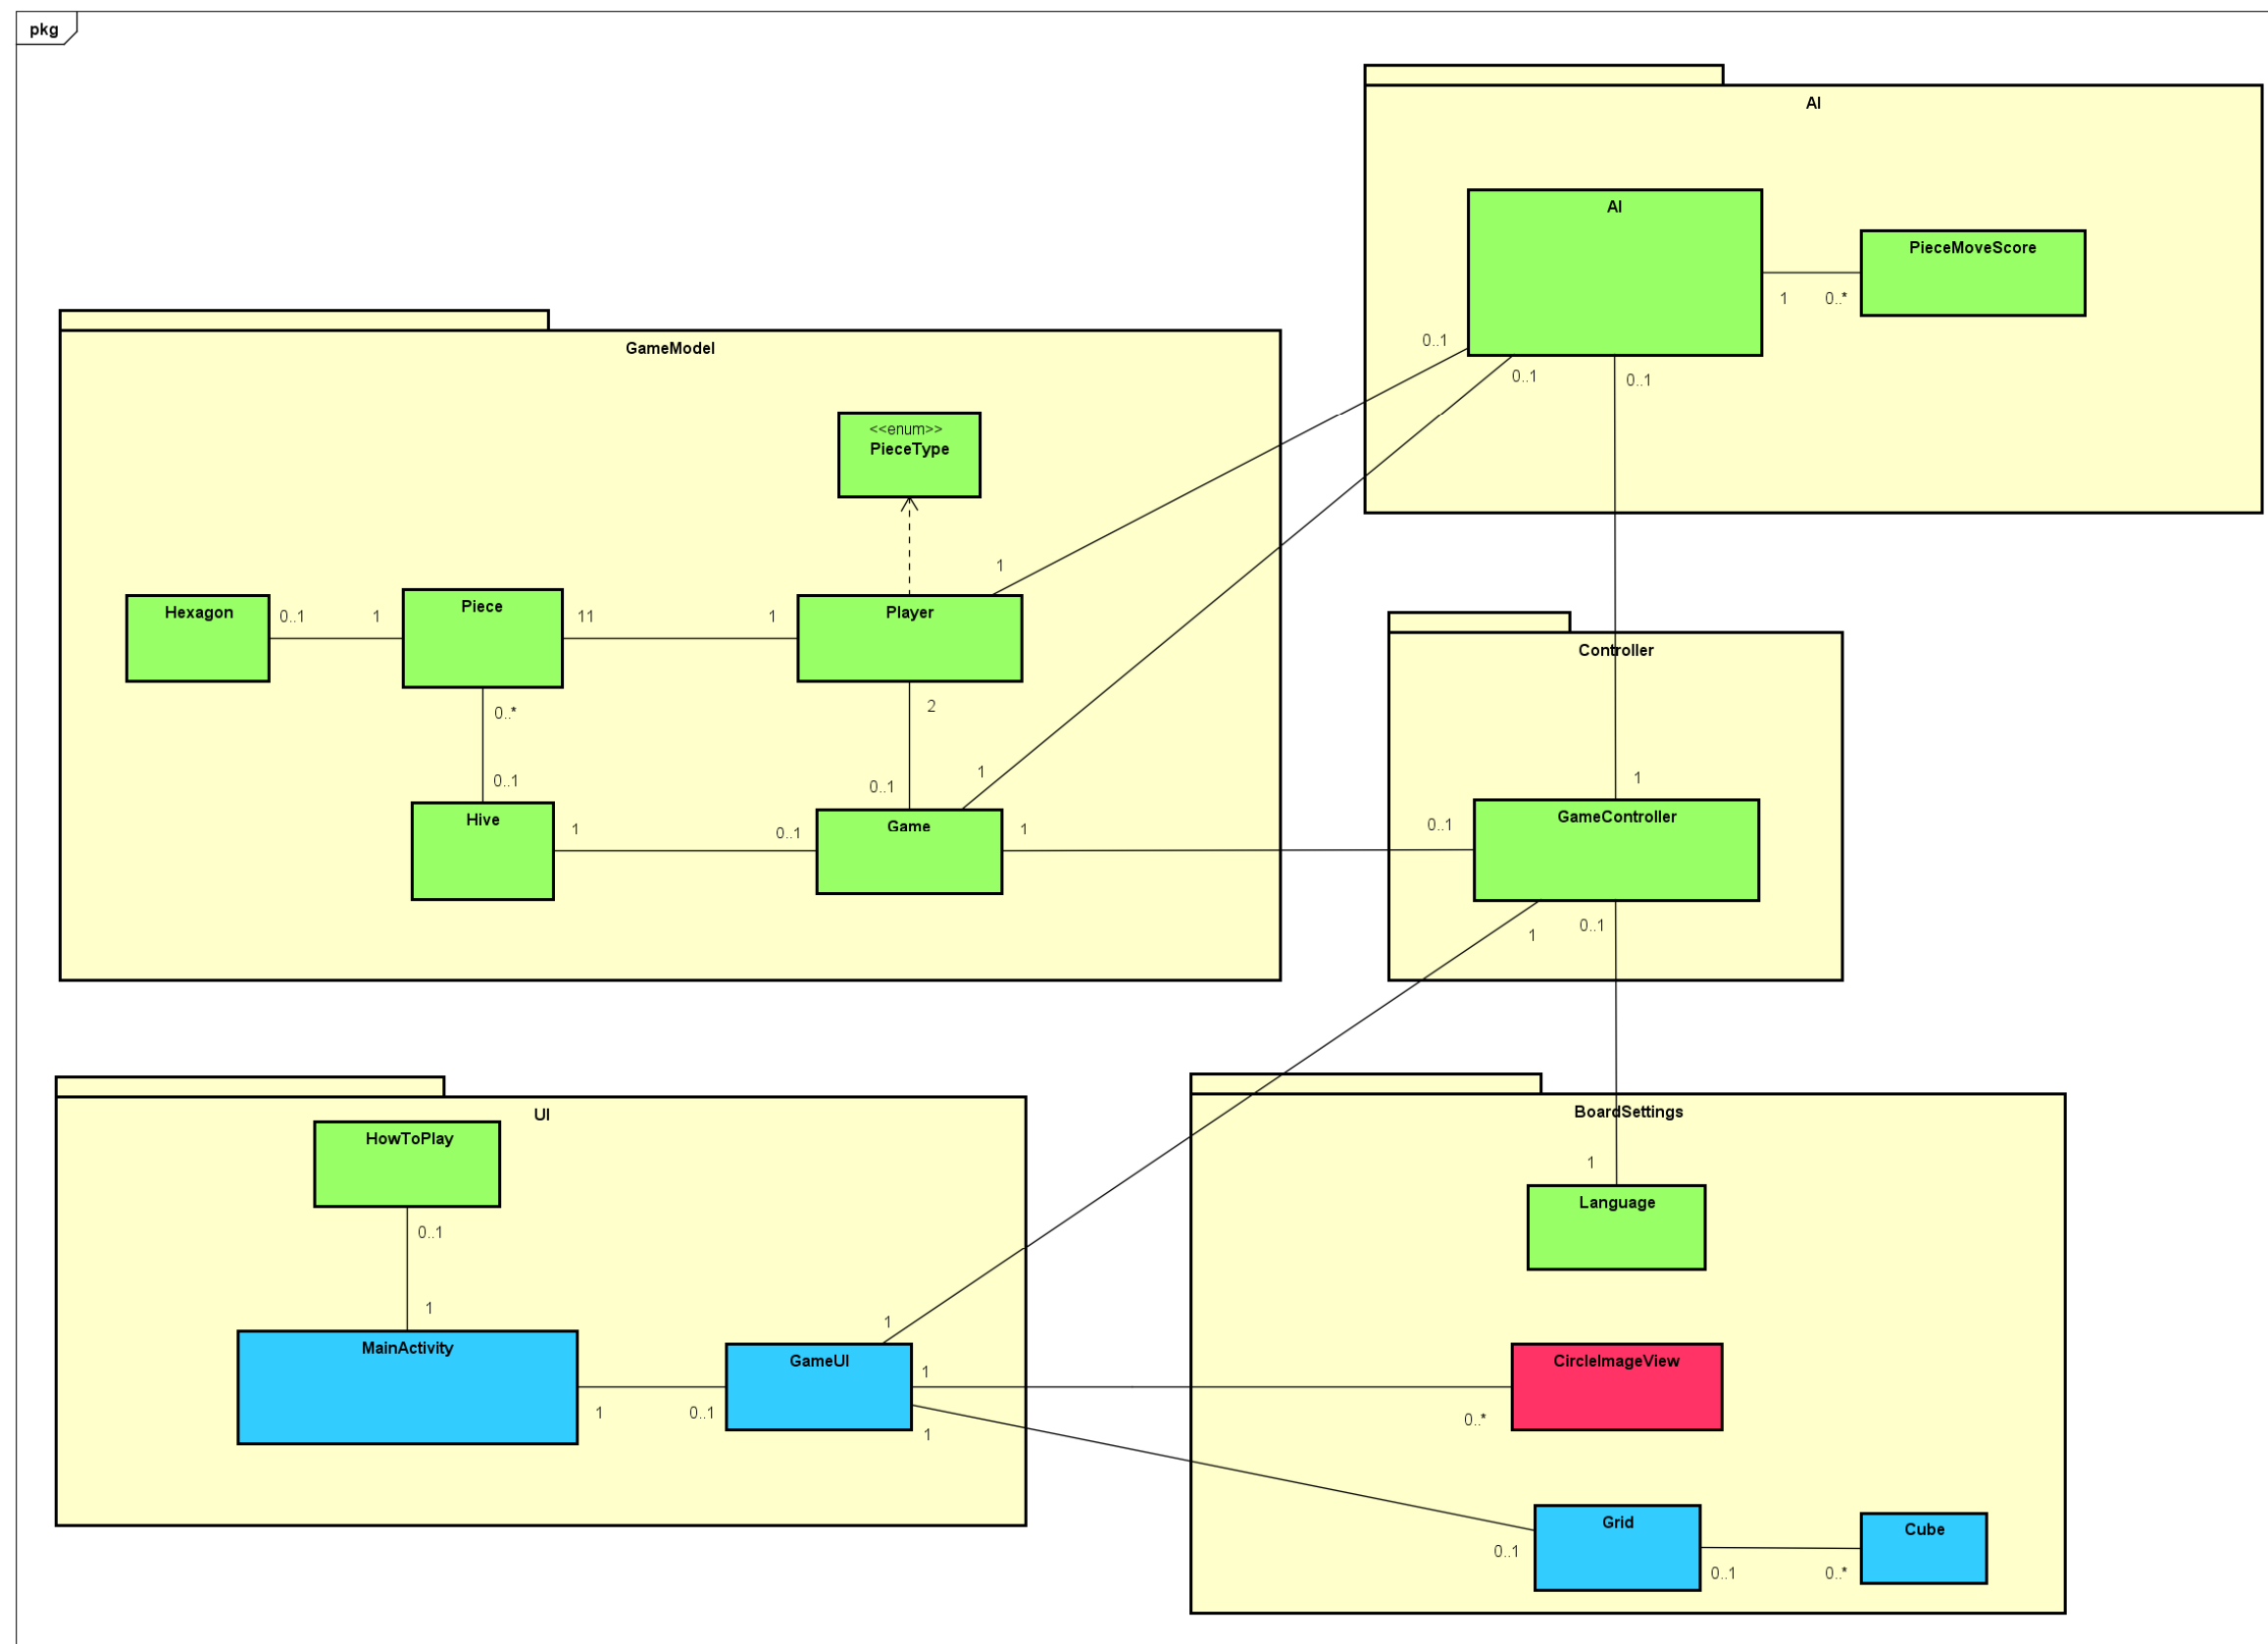 pkg
AI
AI
PieceMoveScore
1
0..*
0..1
0..1
0..1
GameModel
<<enum>>
PieceType
1
Hexagon
0..1
1
Piece
11
1
Player
0..*
2
0..1
0..1
1
Hive
1
0..1
Game
1
Controller
1
0..1
GameController
1
0..1
UI
HowToPlay
0..1
1
MainActivity
1
0..1
GameUI
1
1
1
BoardSettings
1
Language
CircleImageView
0..*
Grid
0..1
0..1
0..*
Cube